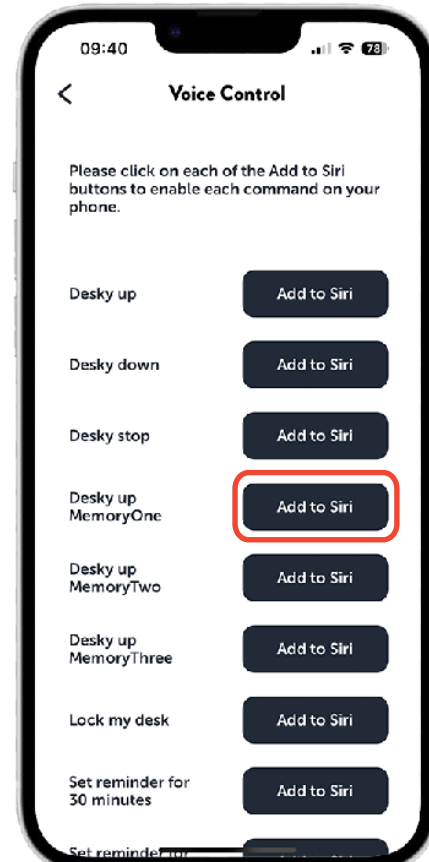 09:40
78
Voice Control
Please click on each of the Add to Siri
buttons to enable each command on your
phone.
Desky up
Add to Siri
Desky down
Add to Siri
Desky stop
Add to Siri
Desky up
MemoryOne
Add to Siri
Desky up
MemoryTwo
Add to Siri
Desky up
MemoryThree
Add to Siri
Lock my desk
Add to Siri
Set reminder for
30 minutes
Add to Siri
Set reminder for